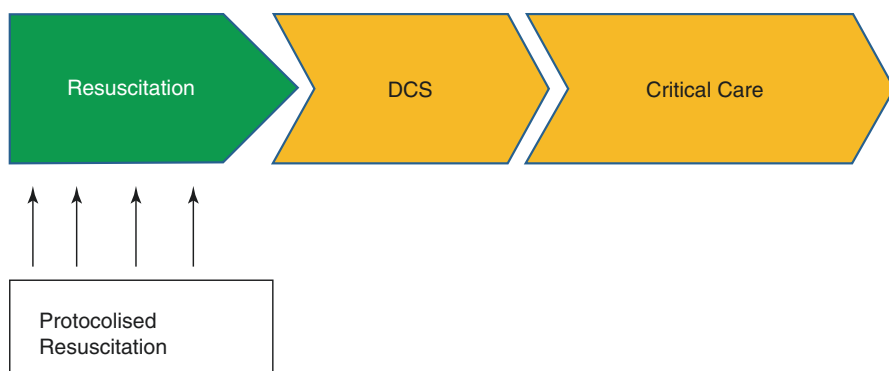 Resuscitation
DCS
Critical Care
Protocolised
Resuscitation